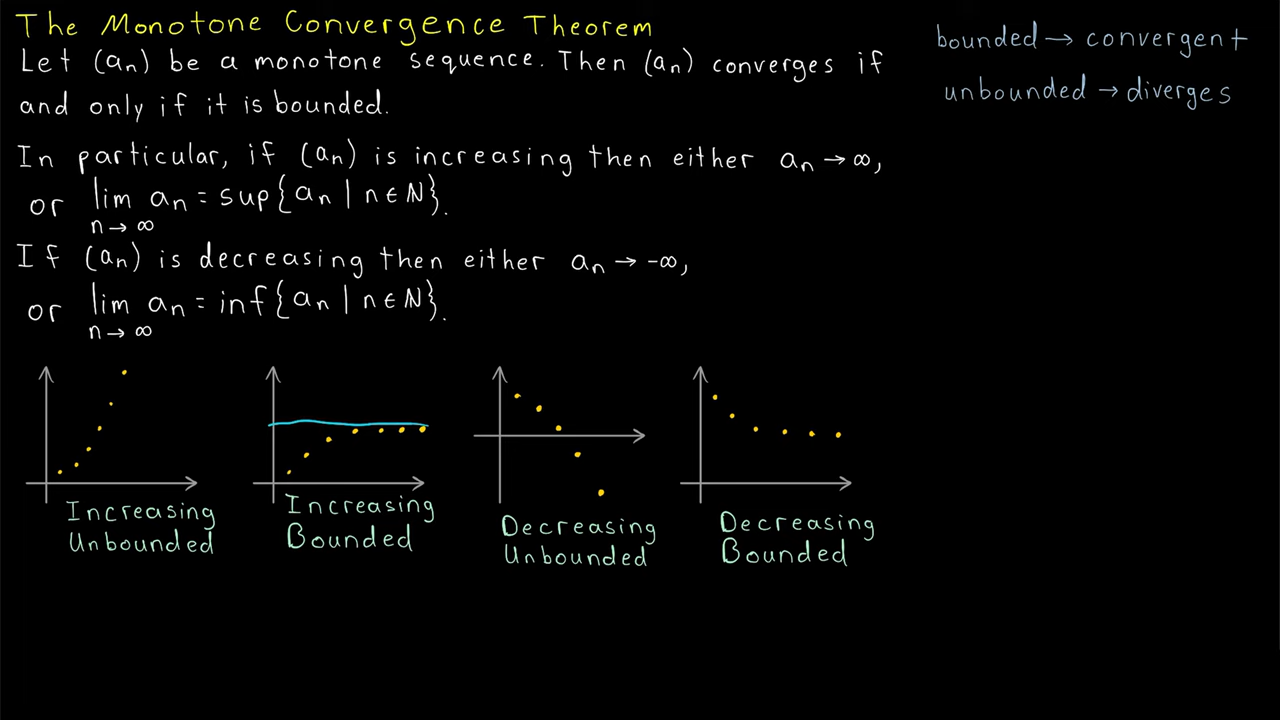 The Monotone Convergence Theorem
Let (aₙ) be a monotone sequence. Then (aₙ) converges if
and only if it is bounded.
In particular, if (aₙ) is increasing then either aₙ → ∞,
or lim aₙ = sup{aₙ | n ∈ ℕ}.
n → ∞
If (aₙ) is decreasing then either aₙ → -∞,
or lim aₙ = inf{aₙ | n ∈ ℕ}.
n → ∞
bounded → convergent
unbounded → diverges
Increasing
Unbounded
Increasing
Bounded
Decreasing
Unbounded
Decreasing
Bounded